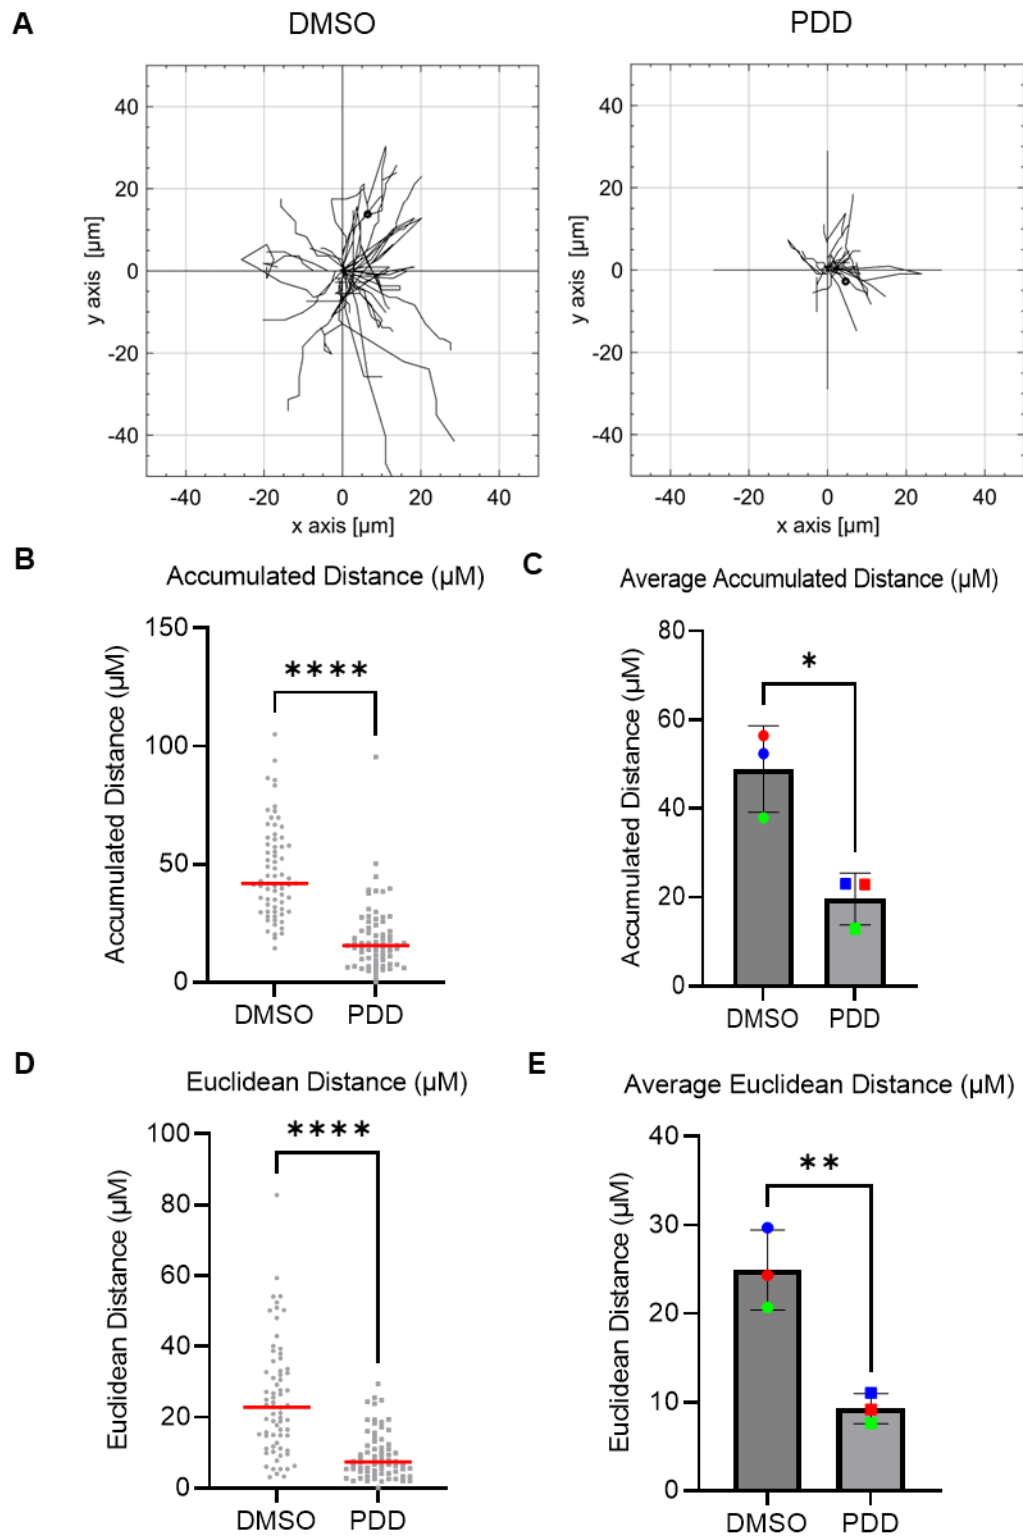 A
DMSO
PDD
y axis [µm]
40
20
0
-20
-40
-40 -20 0 20 40
x axis [µm]
y axis [µm]
40
20
0
-20
-40
-40 -20 0 20 40
x axis [µm]
B
Accumulated Distance (µM)
Accumulated Distance (µM)
150
100
50
0
****
DMSO PDD
C
Average Accumulated Distance (µM)
Accumulated Distance (µM)
80
60
40
20
0
*
DMSO PDD
D
Euclidean Distance (µM)
Euclidean Distance (µM)
100
80
60
40
20
0
****
DMSO PDD
E
Average Euclidean Distance (µM)
Euclidean Distance (µM)
40
30
20
10
0
**
DMSO PDD